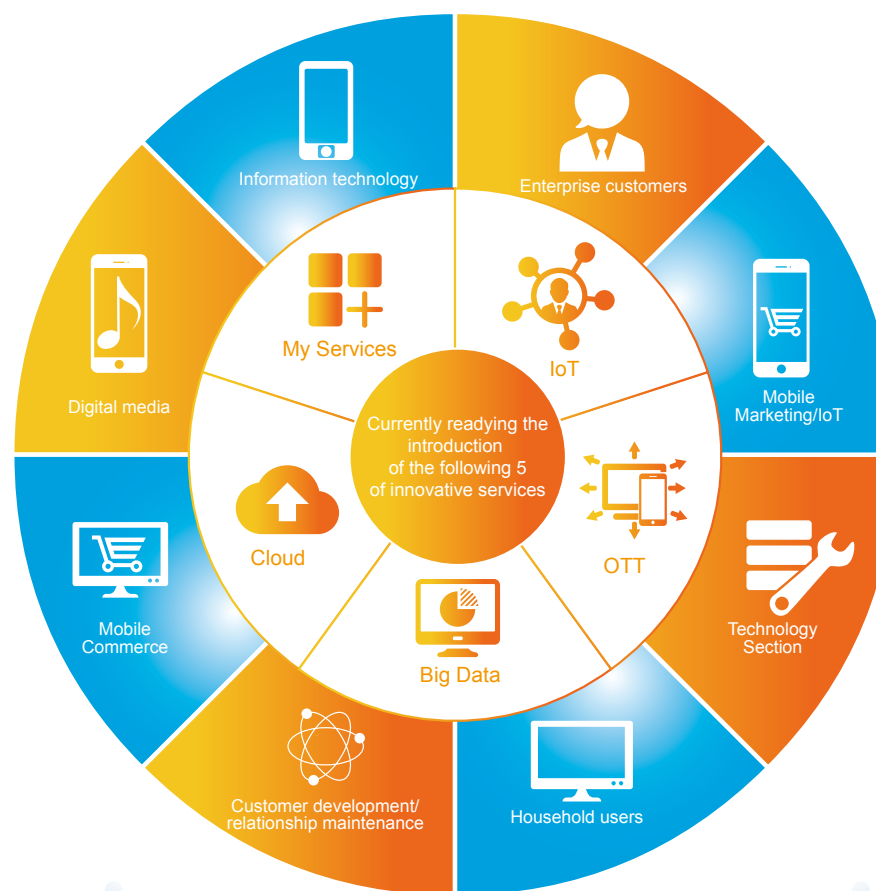 Information technology
Enterprise customers
Mobile
Marketing/IoT
Technology
Section
Household users
Customer development/
relationship maintenance
Mobile
Commerce
Digital media
My Services
IoT
OTT
Big Data
Cloud
Currently readying the
introduction
of the following 5
of innovative services